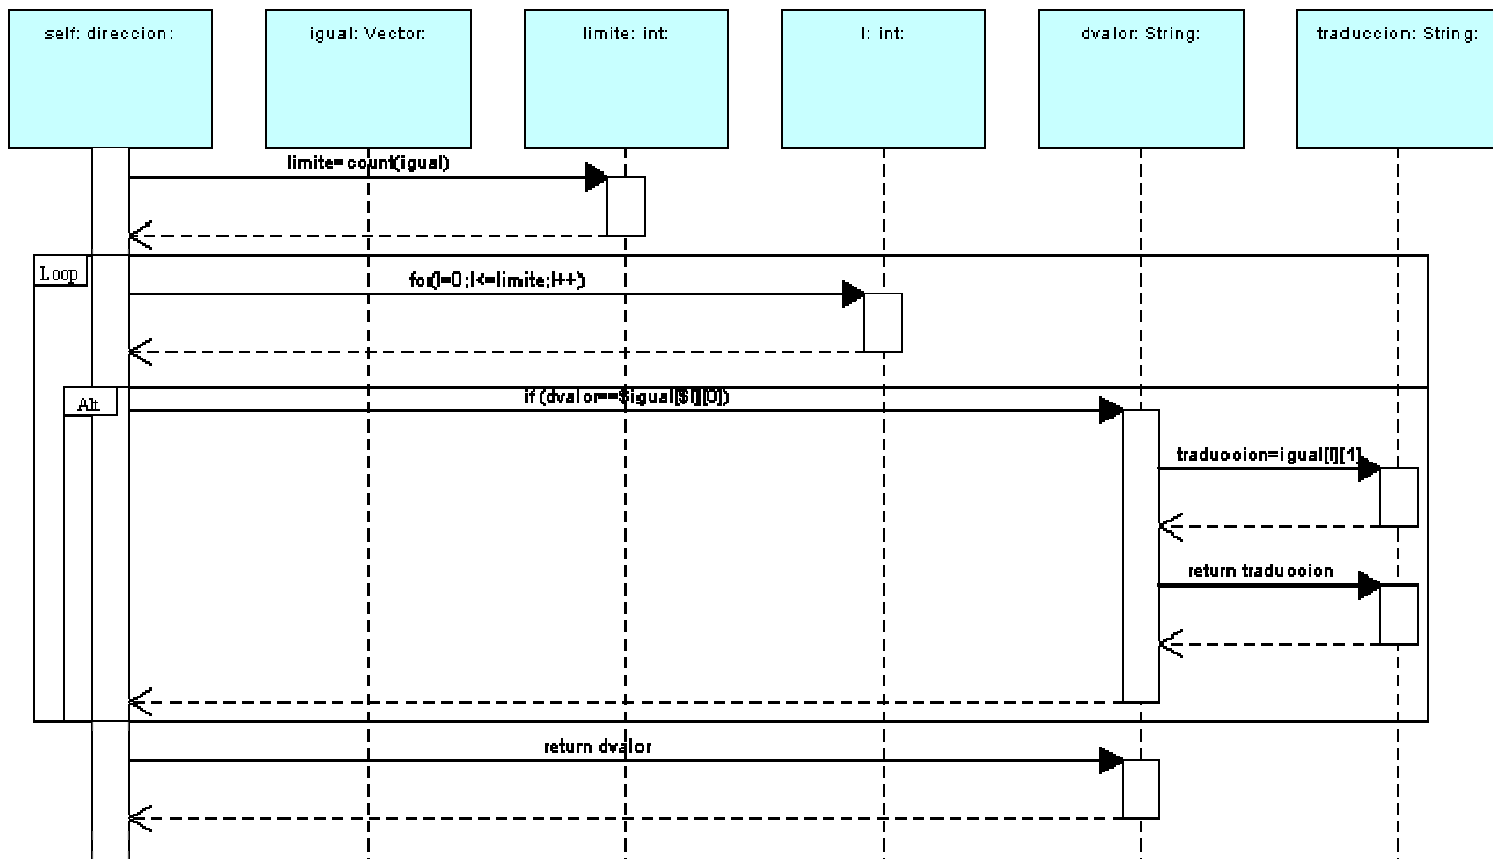 self: direccion:
igual: Vector:
limite: int:
I: int:
dvalor: String:
traduccion: String:
limite=count(igual)
Loop
for(I=0;I<=limite;I++)
Alt
if (dvalor==$igual[$I][0])
traduccion=igual[I][1]
return traduccion
return dvalor